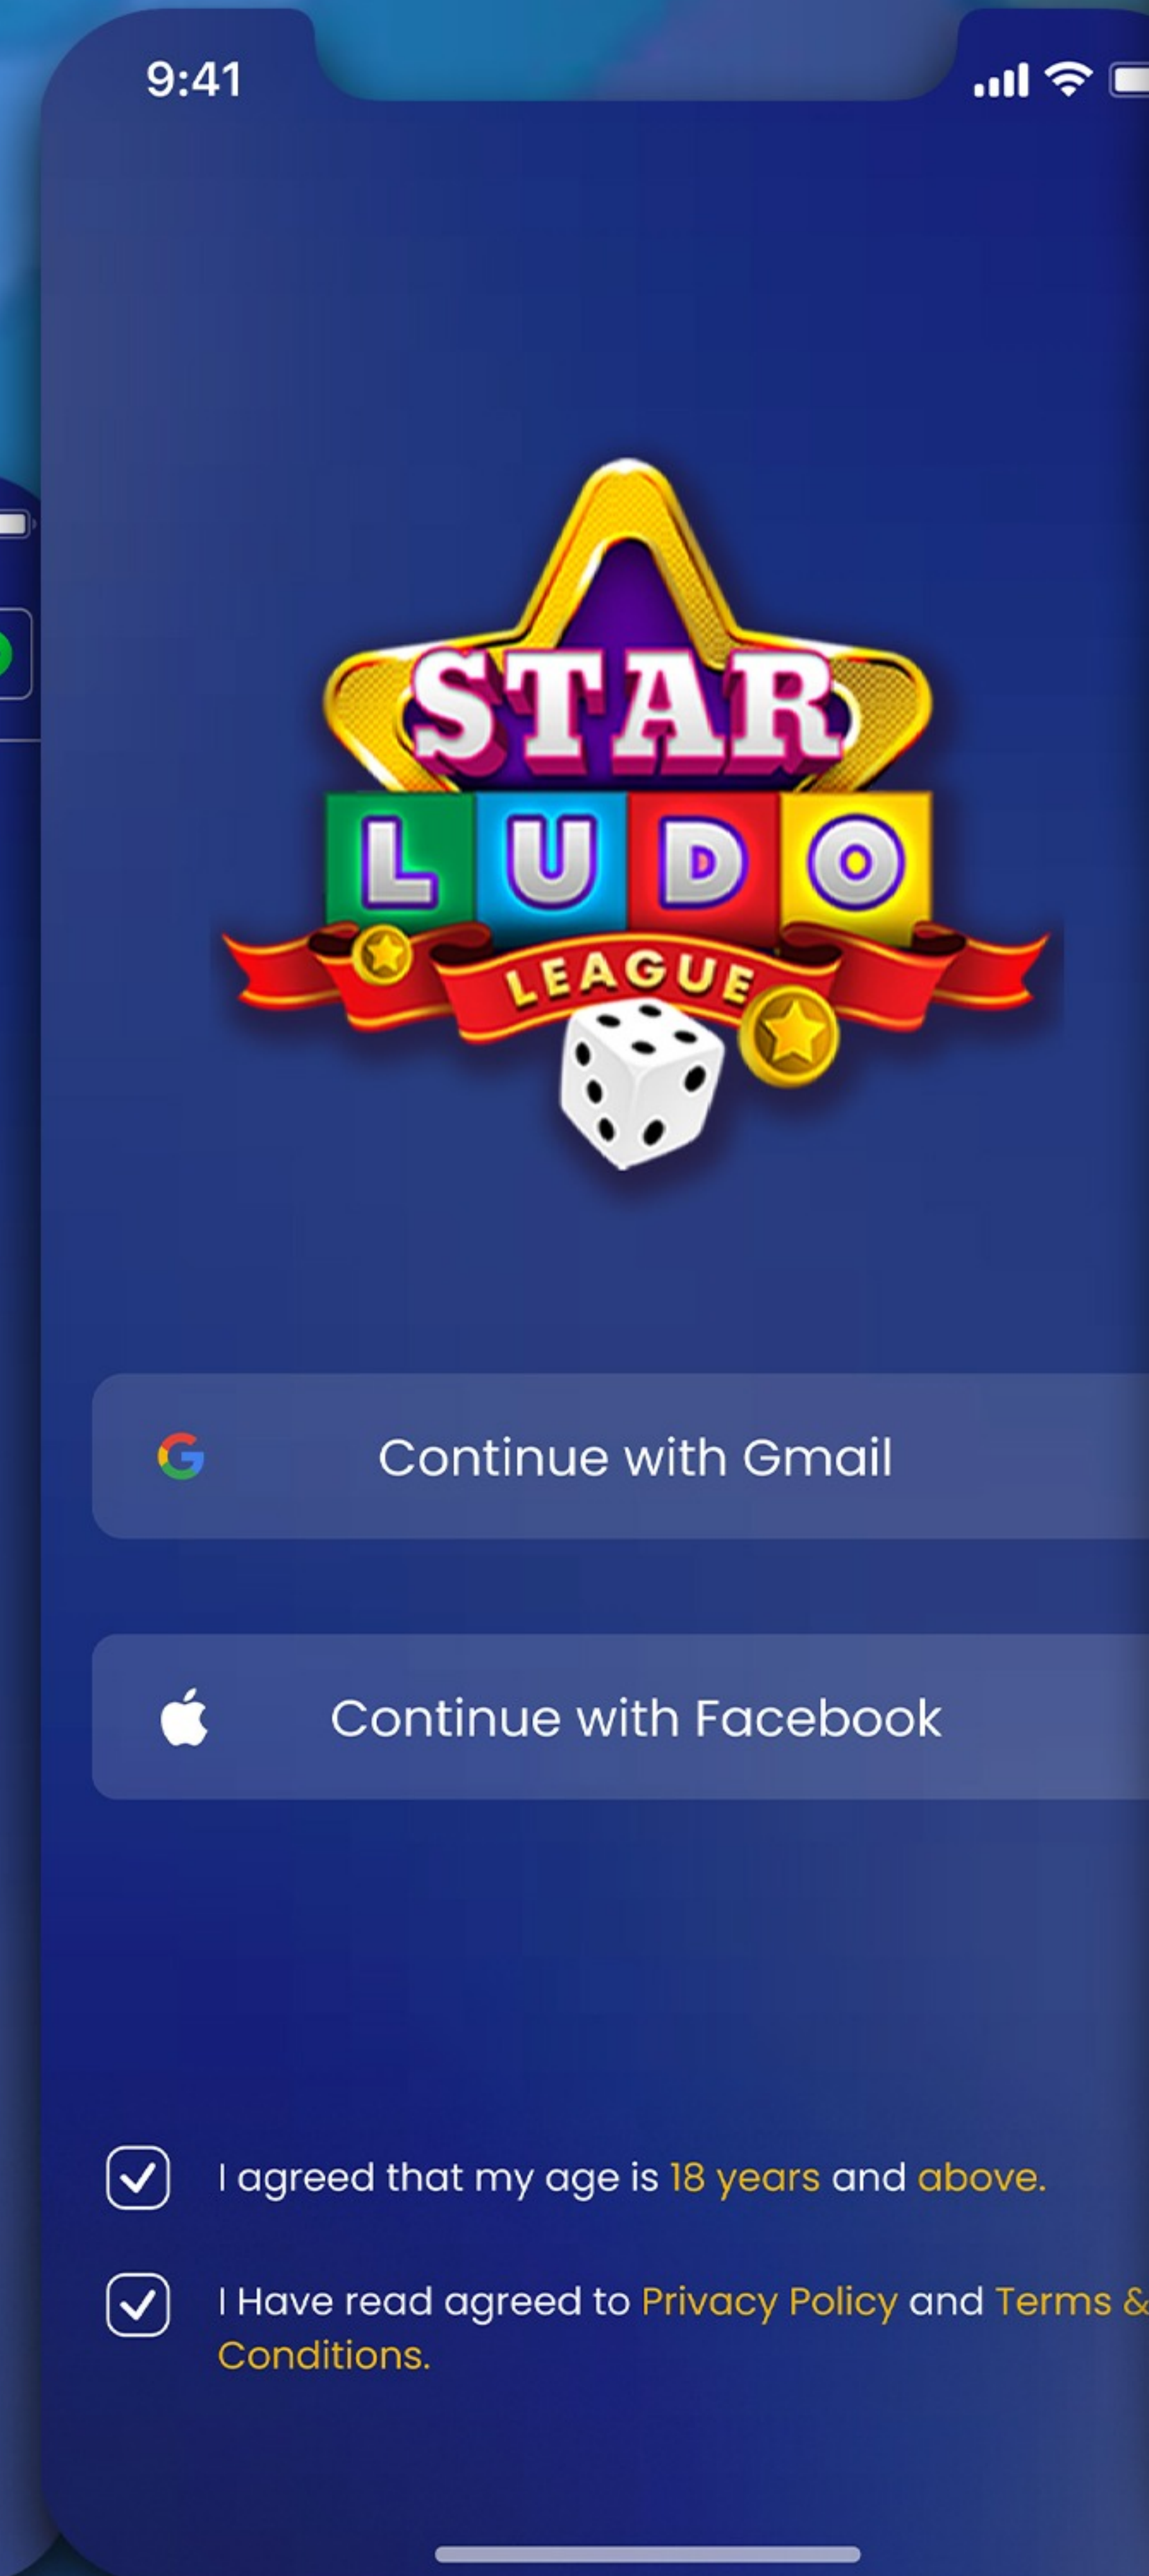 9:41
STAR
LUDO
LEAGUE
Continue with Gmail
Continue with Facebook
I agreed that my age is 18 years and above.
I Have read agreed to Privacy Policy and Terms &
Conditions.